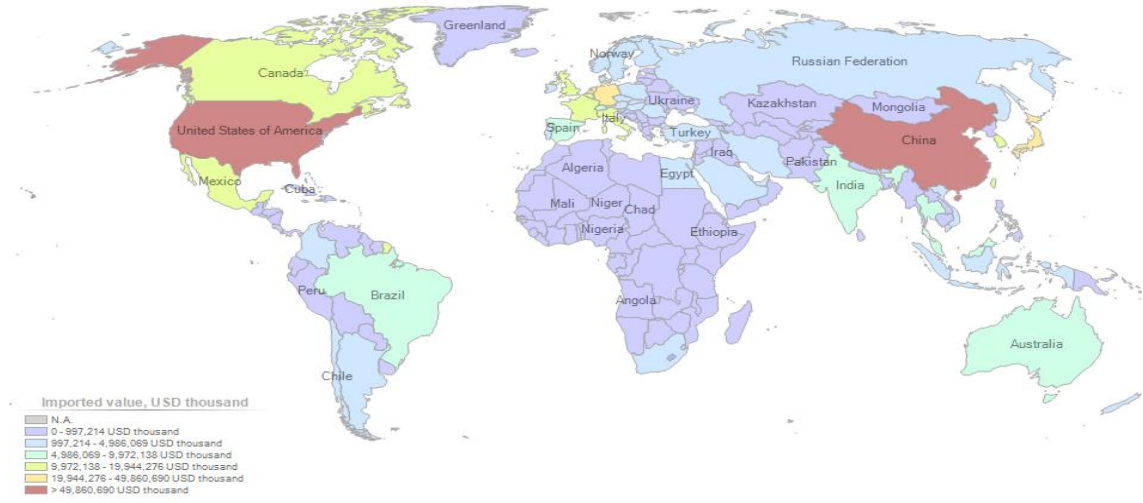 Greenland
Norway
Russian Federation
Canada
Ukraine
Kazakhstan
Mongolia
Italy
Spain
Turkey
United States of America
China
Iraq
Pakistan
Algeria
Egypt
India
Mexico
Cuba
Mali
Niger
Chad
Nigeria
Ethiopia
Peru
Brazil
Angola
Australia
Chile
Imported value, USD thousand
N.A.
0 - 997,214 USD thousand
997,214 - 4,986,069 USD thousand
4,986,069 - 9,972,138 USD thousand
9,972,138 - 19,944,276 USD thousand
19,944,276 - 49,860,690 USD thousand
> 49,860,690 USD thousand